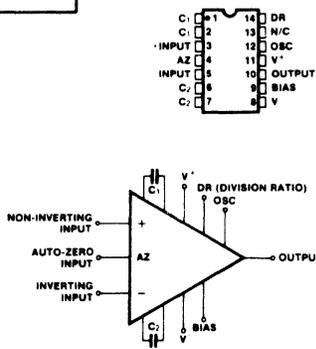 C₁ 1 14 DR
C₁ 2 13 N/C
·INPUT 3 12 OSC
AZ 4 11 V⁺
INPUT 5 10 OUTPUT
C₂ 6 9 BIAS
C₂ 7 8 V
C₁
V⁺
DR (DIVISION RATIO)
OSC
NON-INVERTING
INPUT
+
AUTO-ZERO
INPUT
AZ
OUTPU
INVERTING
INPUT
−
C₂
V
BIAS